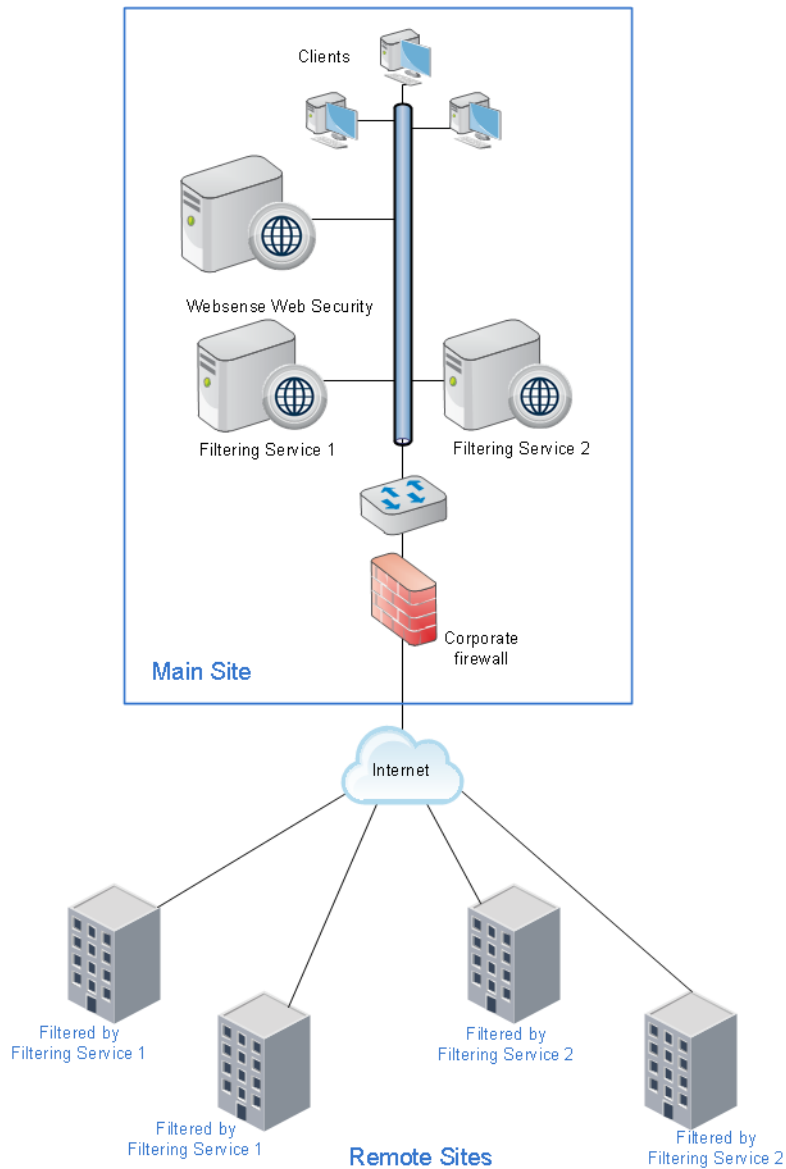 Clients
Websense Web Security
Filtering Service 1
Filtering Service 2
Corporate
firewall
Main Site
Internet
Filtered by
Filtering Service 1
Filtered by
Filtering Service 2
Filtered by
Filtering Service 1
Filtered by
Filtering Service 2
Remote Sites